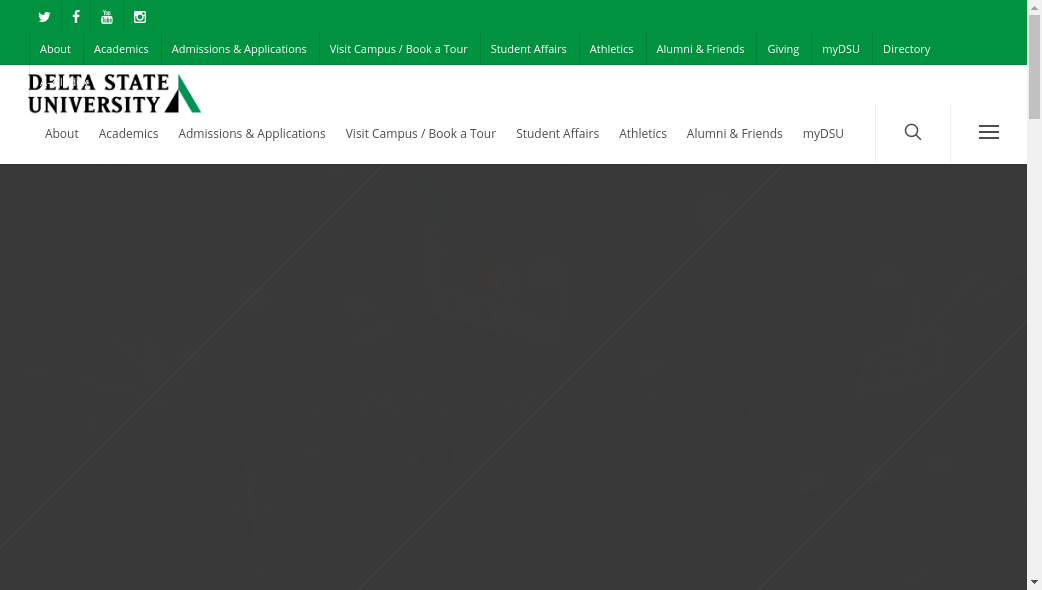 About Academics Admissions & Applications Visit Campus / Book a Tour Student Affairs Athletics Alumni & Friends Giving myDSU Directory
DELTA STATE
UNIVERSITY
About Academics Admissions & Applications Visit Campus / Book a Tour Student Affairs Athletics Alumni & Friends myDSU